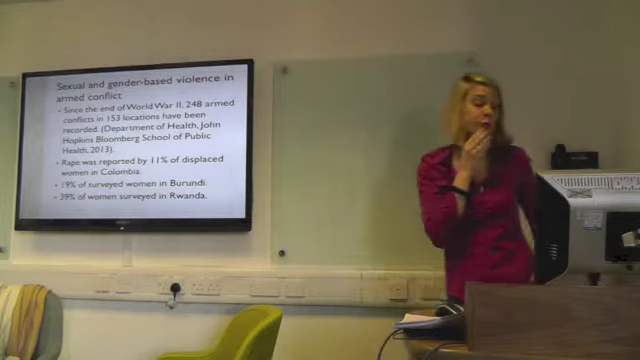 Sexual and gender-based violence in
armed conflict
Since the end of World War II, 248 armed
conflicts in 153 locations have been
recorded. (Department of Health, John
Hopkins Bloomberg School of Public
Health, 2013).
Rape was reported by 11% of displaced
women in Colombia.
19% of surveyed women in Burundi.
39% of women surveyed in Rwanda.